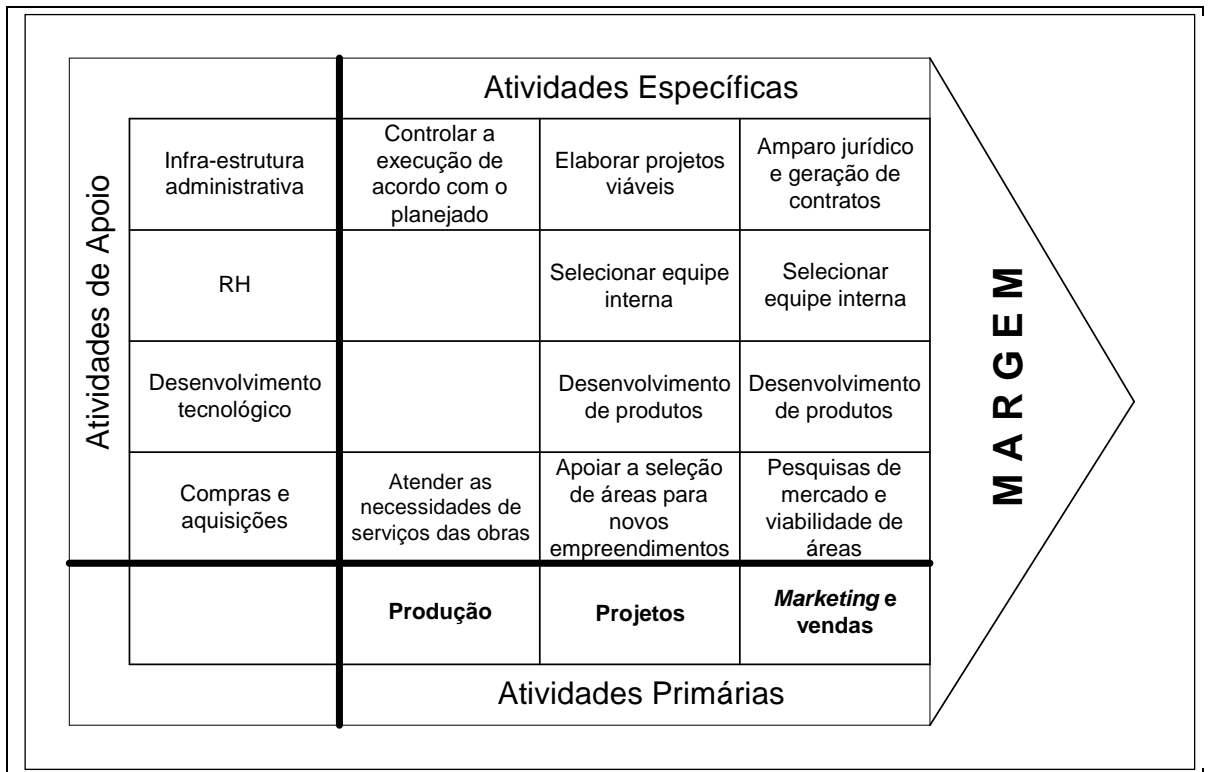 Atividades Específicas
Atividades de Apoio
Infra-estrutura
administrativa
Controlar a
execução de
acordo com o
planejado
Elaborar projetos
viáveis
Amparo jurídico
e geração de
contratos
RH
Selecionar equipe
interna
Selecionar
equipe interna
Desenvolvimento
tecnológico
Desenvolvimento
de produtos
Desenvolvimento
de produtos
Compras e
aquisições
Atender as
necessidades de
serviços das obras
Apoiar a seleção
de áreas para
novos
empreendimentos
Pesquisas de
mercado e
viabilidade de
áreas
Produção
Projetos
Marketing e
vendas
Atividades Primárias
M A R G E M